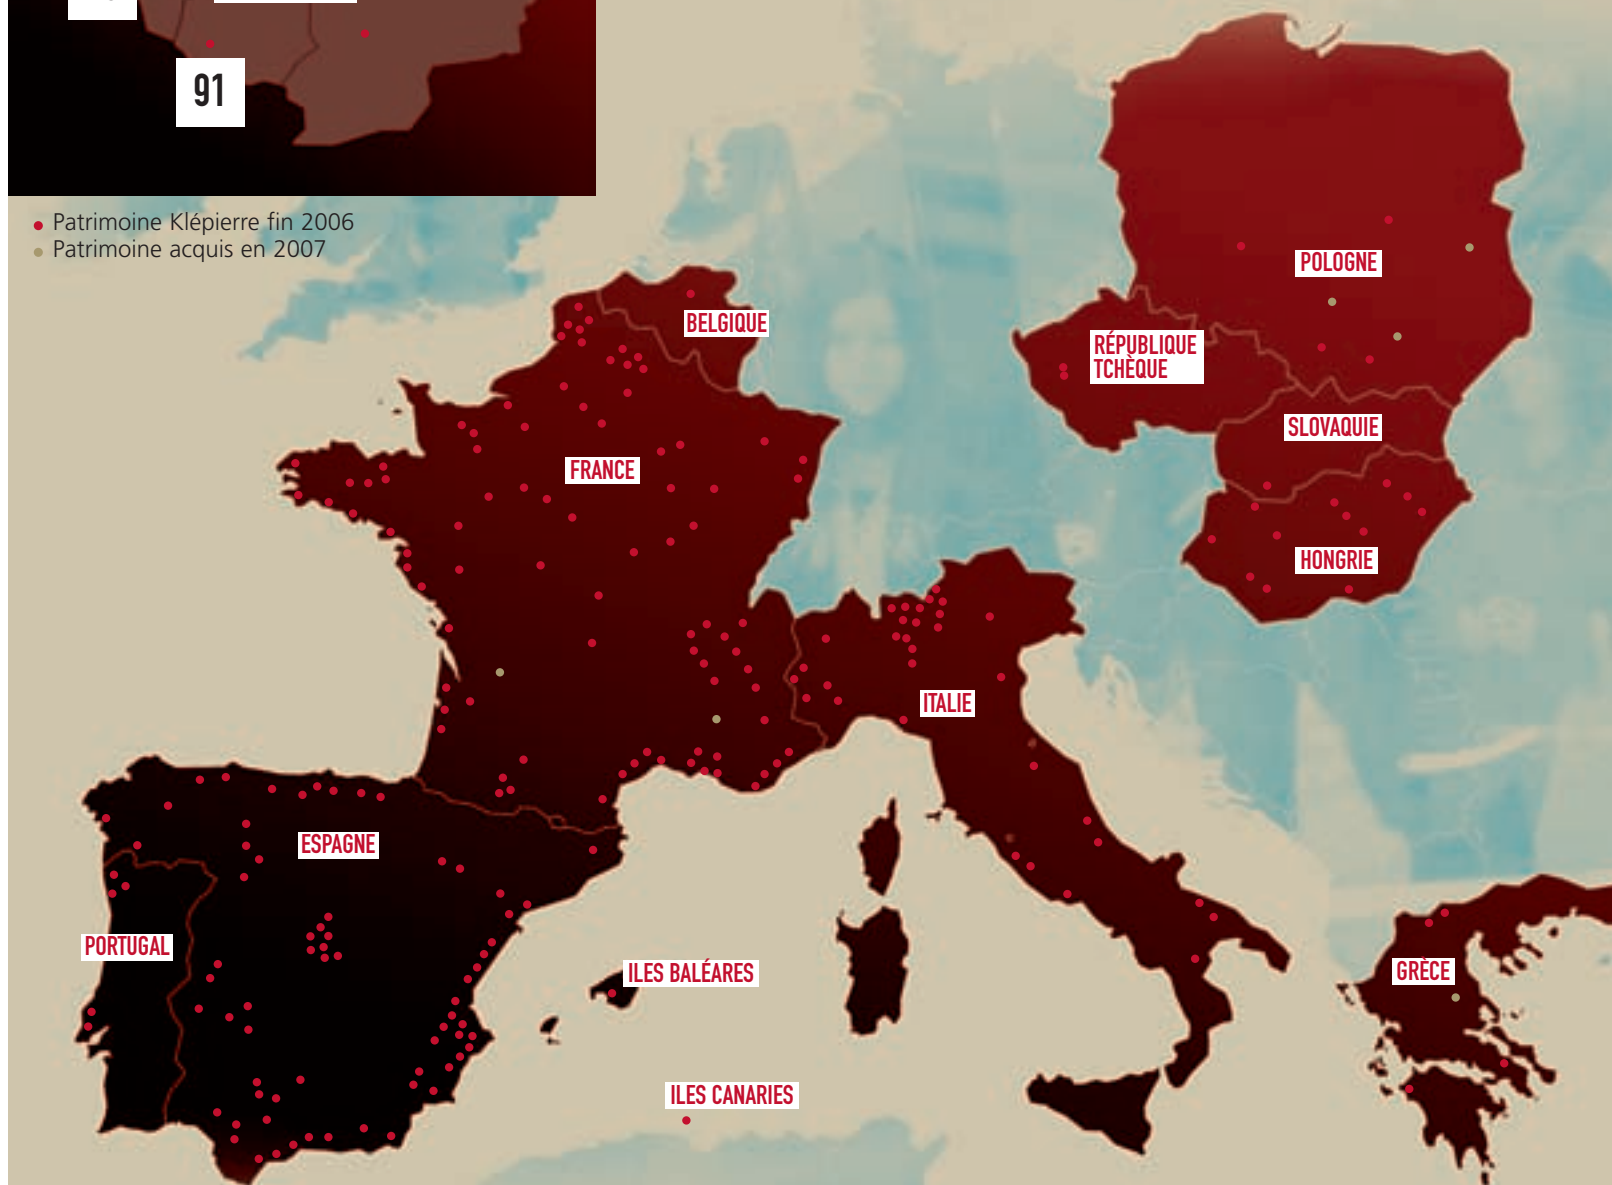 91
Patrimoine Klépierre fin 2006
Patrimoine acquis en 2007
POLOGNE
BELGIQUE
RÉPUBLIQUE
TCHÈQUE
SLOVAQUIE
FRANCE
HONGRIE
ITALIE
ESPAGNE
PORTUGAL
ILES BALÉARES
GRÈCE
ILES CANARIES